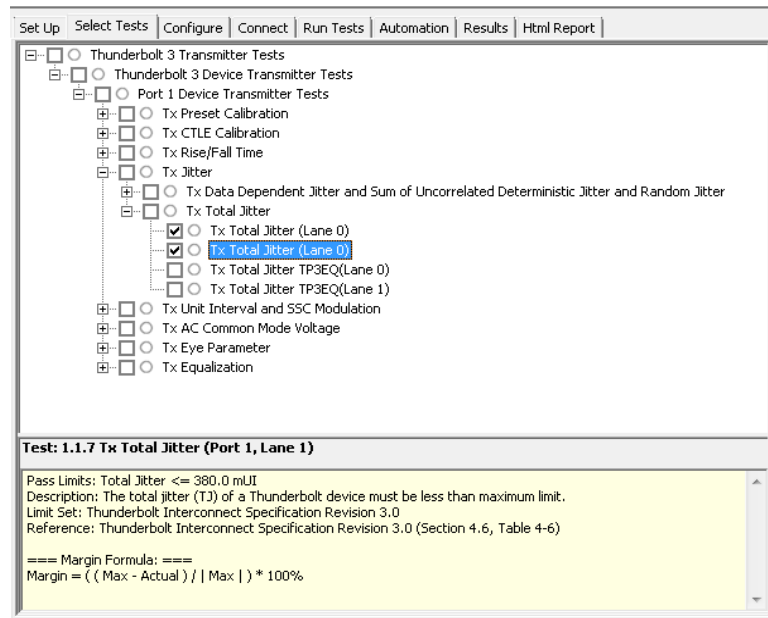 Set Up Select Tests Configure Connect Run Tests Automation Results Html Report
Thunderbolt 3 Transmitter Tests
Thunderbolt 3 Device Transmitter Tests
Port 1 Device Transmitter Tests
Tx Preset Calibration
Tx CTLE Calibration
Tx Rise/Fall Time
Tx Jitter
Tx Data Dependent Jitter and Sum of Uncorrelated Deterministic Jitter and Random Jitter
Tx Total Jitter
Tx Total Jitter (Lane 0)
Tx Total Jitter (Lane 0)
Tx Total Jitter TP3EQ(Lane 0)
Tx Total Jitter TP3EQ(Lane 1)
Tx Unit Interval and SSC Modulation
Tx AC Common Mode Voltage
Tx Eye Parameter
Tx Equalization
Test: 1.1.7 Tx Total Jitter (Port 1, Lane 1)
Pass Limits: Total Jitter <= 380.0 mUI
Description: The total jitter (TJ) of a Thunderbolt device must be less than maximum limit.
Limit Set: Thunderbolt Interconnect Specification Revision 3.0
Reference: Thunderbolt Interconnect Specification Revision 3.0 (Section 4.6, Table 4-6)
=== Margin Formula: ===
Margin = ( ( Max - Actual ) / | Max | ) * 100%